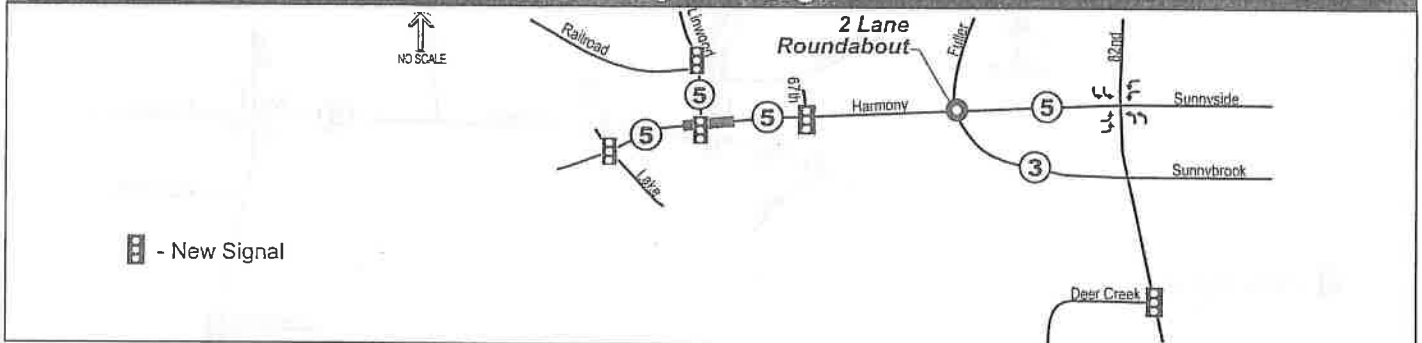 NO SCALE
Railroad
Linwood
2 Lane
Roundabout
Fuller
82nd
5
67th
Harmony
5
Sunnyside
5
5
Lake
3
Sunnybrook
- New Signal
Deer Creek